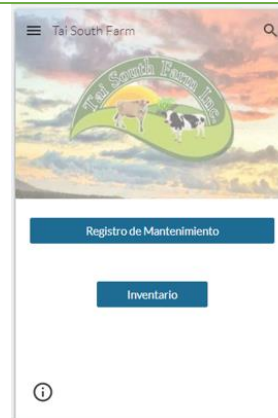 Tai South Farm
Tai South Farm Inc.
Registro de Mantenimiento
Inventario